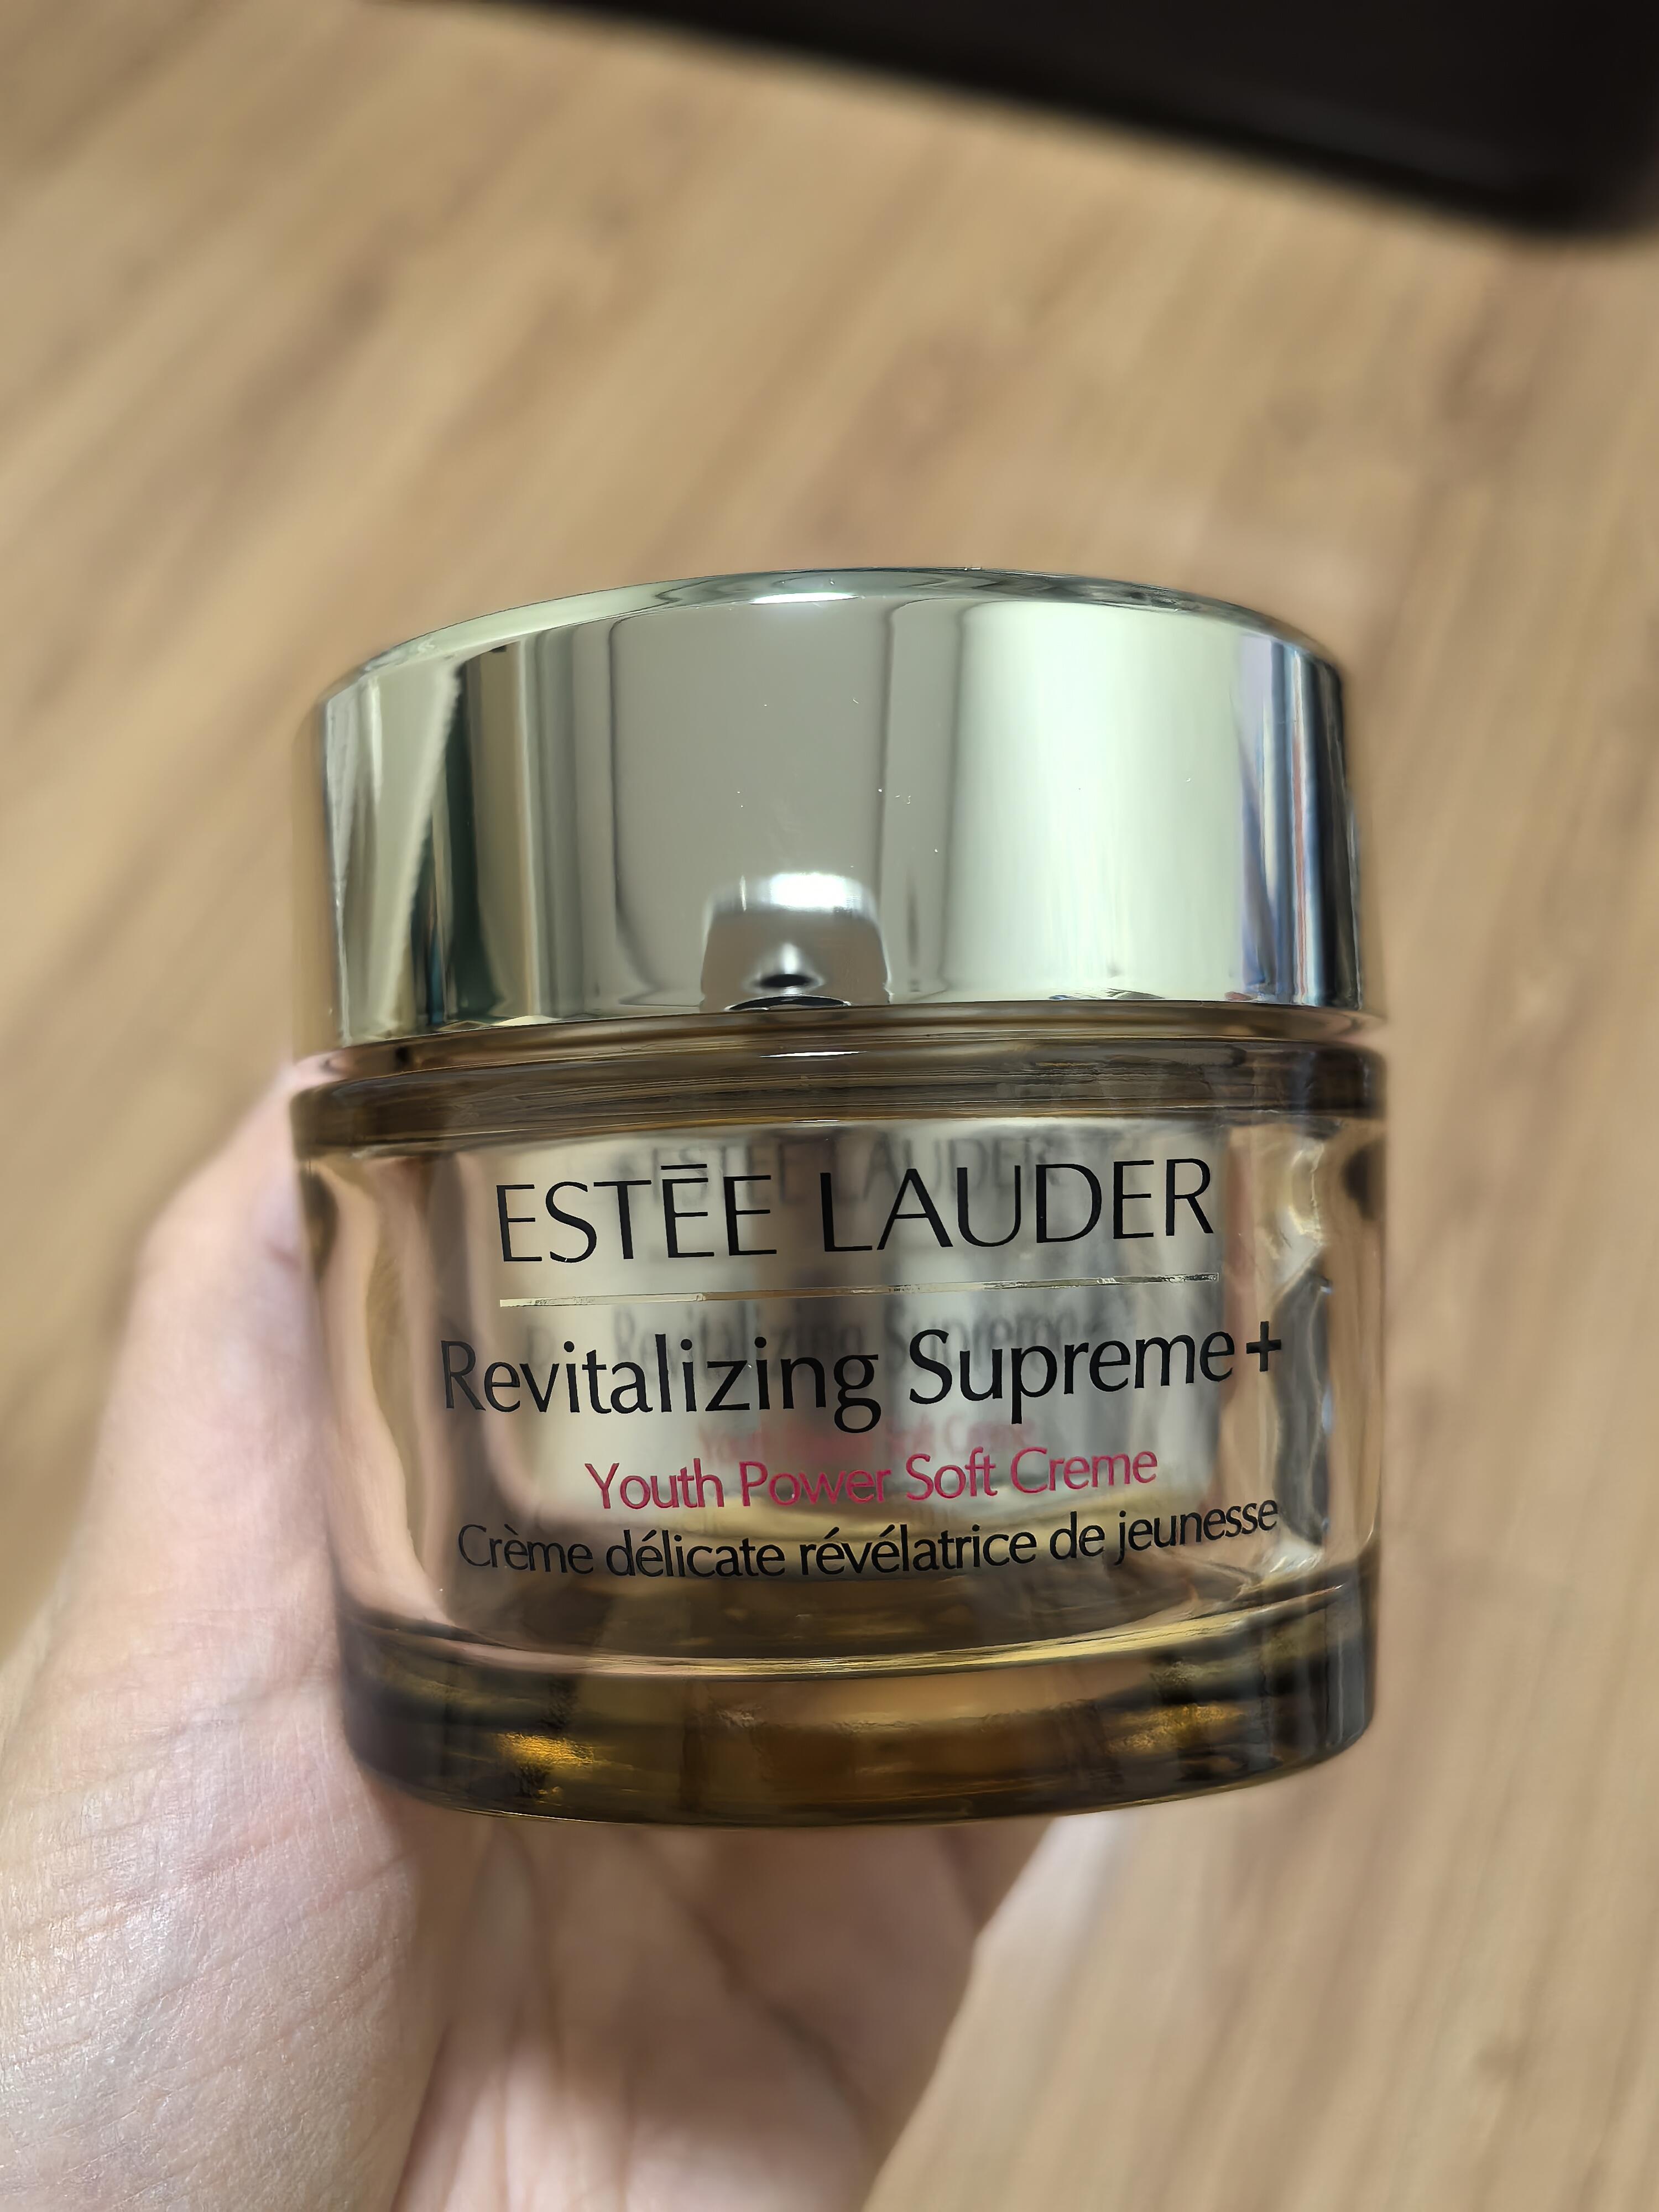 ESTĒE LAUDER
Revitalizing Supreme+
Youth Power Soft Creme
Crème délicate révélatrice de jeunesse